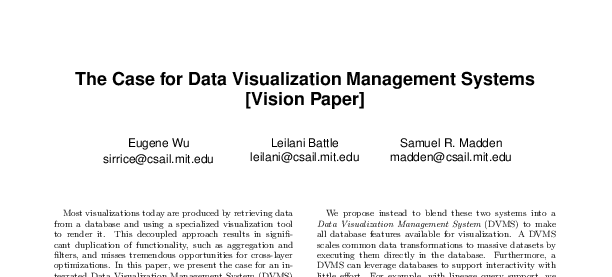 The Case for Data Visualization Management Systems
[Vision Paper]
Eugene Wu
sirrice@csail.mit.edu
Leilani Battle
leilani@csail.mit.edu
Samuel R. Madden
madden@csail.mit.edu
Most visualizations today are produced by retrieving data
from a database and using a specialized visualization tool
to render it. This decoupled approach results in signifi-
cant duplication of functionality, such as aggregation and
filters, and misses tremendous opportunities for cross-layer
optimizations. In this paper, we present the case for an in-
tegrated Data Visualization Management System (DVMS)
We propose instead to blend these two systems into a
Data Visualization Management System (DVMS) to make
all database features available for visualization. A DVMS
scales common data transformations to massive datasets by
executing them directly in the database. Furthermore, a
DVMS can leverage databases to support interactivity with
little code. For example, with lineage query support, we